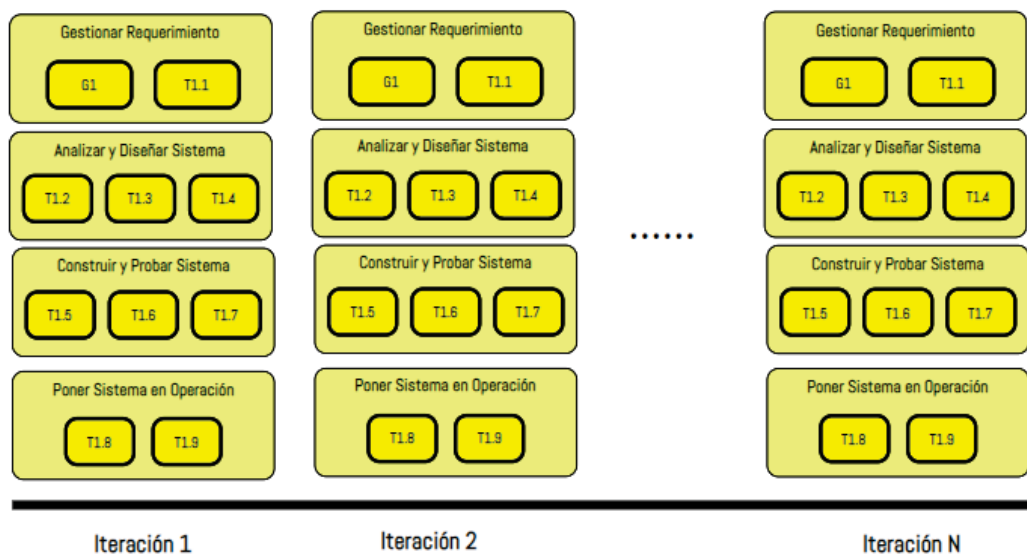 Gestionar Requerimiento
G1 T1.1
Analizar y Diseñar Sistema
T1.2 T1.3 T1.4
Construir y Probar Sistema
T1.5 T1.6 T1.7
Poner Sistema en Operación
T1.8 T1.9
Iteración 1
Gestionar Requerimiento
G1 T1.1
Analizar y Diseñar Sistema
T1.2 T1.3 T1.4
Construir y Probar Sistema
T1.5 T1.6 T1.7
Poner Sistema en Operación
T1.8 T1.9
Iteración 2
......
Gestionar Requerimiento
G1 T1.1
Analizar y Diseñar Sistema
T1.2 T1.3 T1.4
Construir y Probar Sistema
T1.5 T1.6 T1.7
Poner Sistema en Operación
T1.8 T1.9
Iteración N